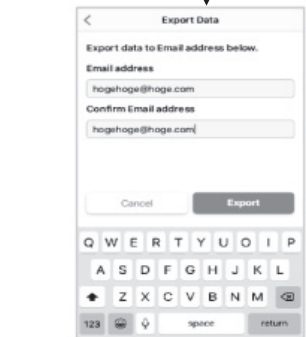 Export Data
Export data to Email address below.
Email address
hogehoge@hoge.com
Confirm Email address
hogehoge@hoge.com
Cancel Export
Q W E R T Y U O I P
A S D F G H J K L
Z X C V B N M
123 space return